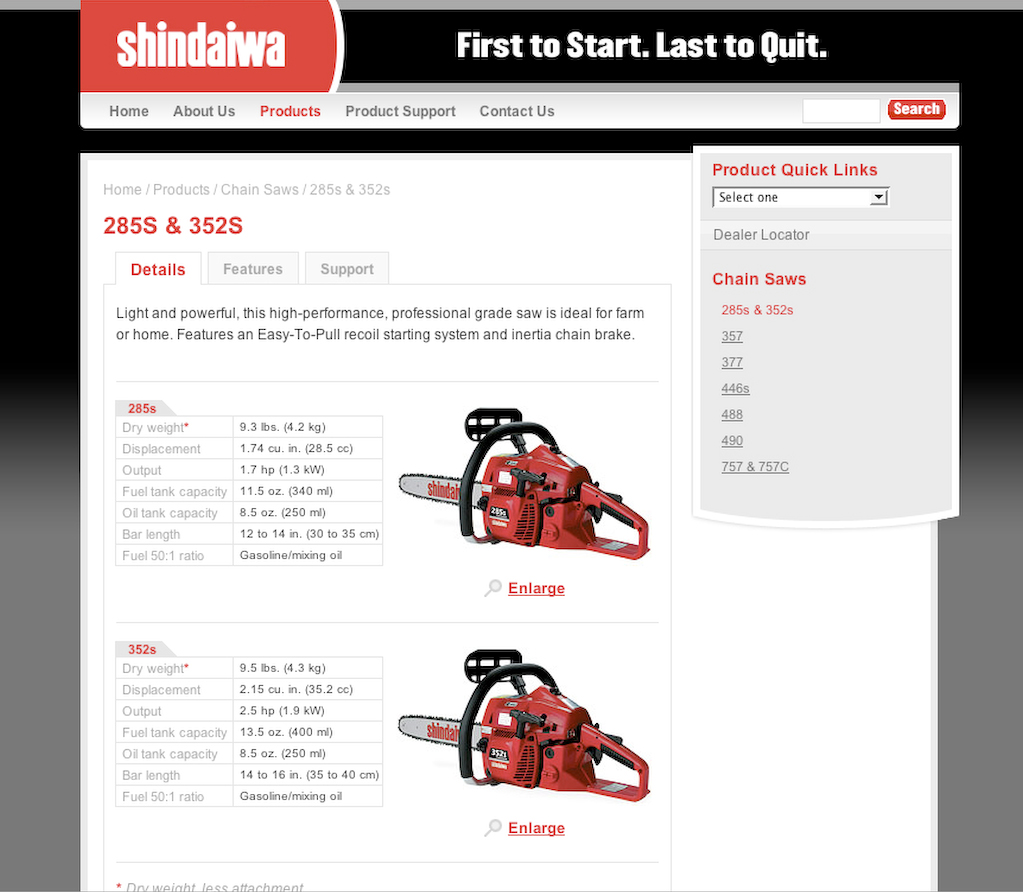 shindaiwa
First to Start. Last to Quit.
Home About Us Products Product Support Contact Us Search
Home / Products / Chain Saws / 285s & 352s
285S & 352S
Details Features Support
Light and powerful, this high-performance, professional grade saw is ideal for farm
or home. Features an Easy-To-Pull recoil starting system and inertia chain brake.
285s
Dry weight* 9.3 lbs. (4.2 kg)
Displacement 1.74 cu. in. (28.5 cc)
Output 1.7 hp (1.3 kW)
Fuel tank capacity 11.5 oz. (340 ml)
Oil tank capacity 8.5 oz. (250 ml)
Bar length 12 to 14 in. (30 to 35 cm)
Fuel 50:1 ratio Gasoline/mixing oil
shindai
285s
Enlarge
352s
Dry weight* 9.5 lbs. (4.3 kg)
Displacement 2.15 cu. in. (35.2 cc)
Output 2.5 hp (1.9 kW)
Fuel tank capacity 13.5 oz. (400 ml)
Oil tank capacity 8.5 oz. (250 ml)
Bar length 14 to 16 in. (35 to 40 cm)
Fuel 50:1 ratio Gasoline/mixing oil
shindai
352s
Enlarge
* Dry weight, less attachment
Product Quick Links
Select one
Dealer Locator
Chain Saws
285s & 352s
357
377
446s
488
490
757 & 757C